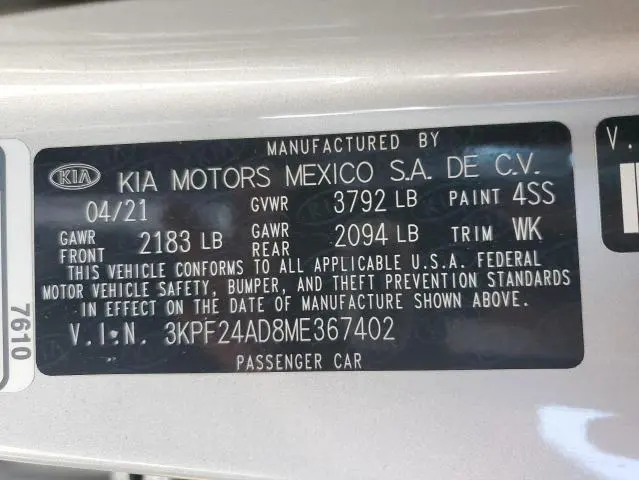 MANUFACTURED BY
KIA KIA MOTORS MEXICO S.A. DE C.V.
04/21 GVWR 3792 LB PAINT 4SS
GAWR FRONT 2183 LB GAWR REAR 2094 LB TRIM WK
THIS VEHICLE CONFORMS TO ALL APPLICABLE U.S.A. FEDERAL
MOTOR VEHICLE SAFETY, BUMPER, AND THEFT PREVENTION STANDARDS
IN EFFECT ON THE DATE OF MANUFACTURE SHOWN ABOVE.
V.I.N. 3KPF24AD8ME367402
PASSENGER CAR
7610
V.